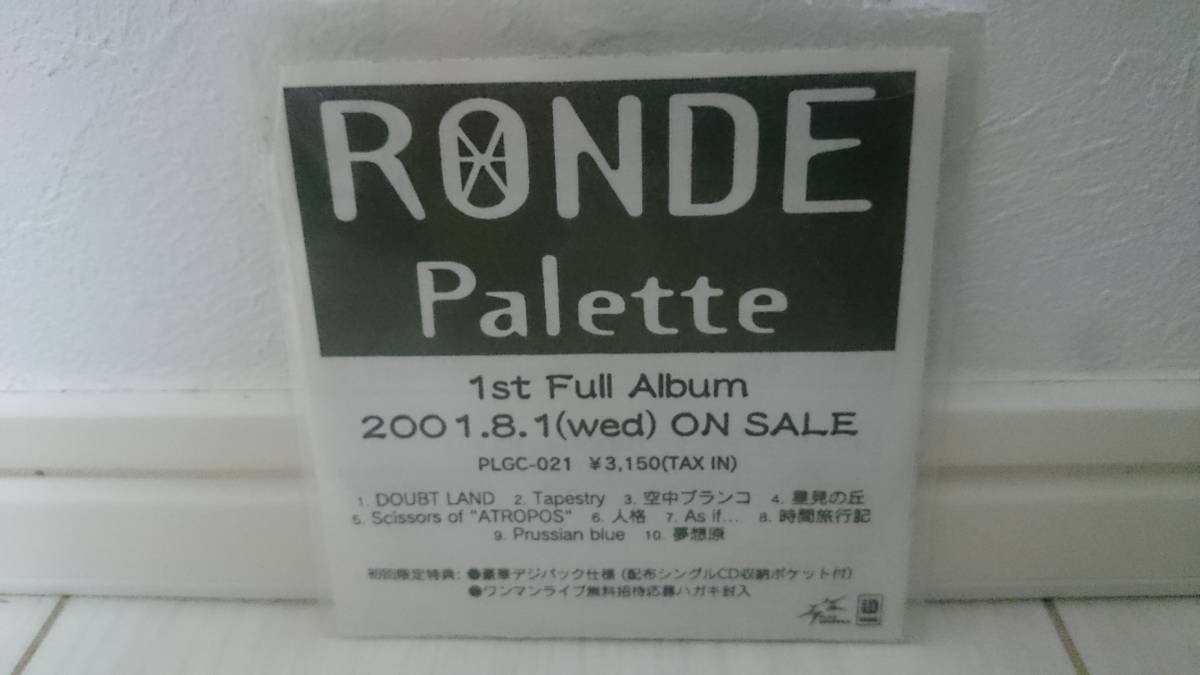 RONDE
Palette
1st Full Album
2001.8.1(wed) ON SALE
PLGC-021 ¥3,150(TAX IN)
1. DOUBT LAND 2. Tapestry 3. 空中ブランコ 4. 星見の丘
5. Scissors of "ATROPOS" 6. 人格 7. As if... 8. 時間旅行記
9. Prussian blue 10. 夢想原
初回限定特典: ●豪華デジパック仕様 (配布シングルCD収納ポケット付)
●ワンマンライブ無料招待応募ハガキ封入